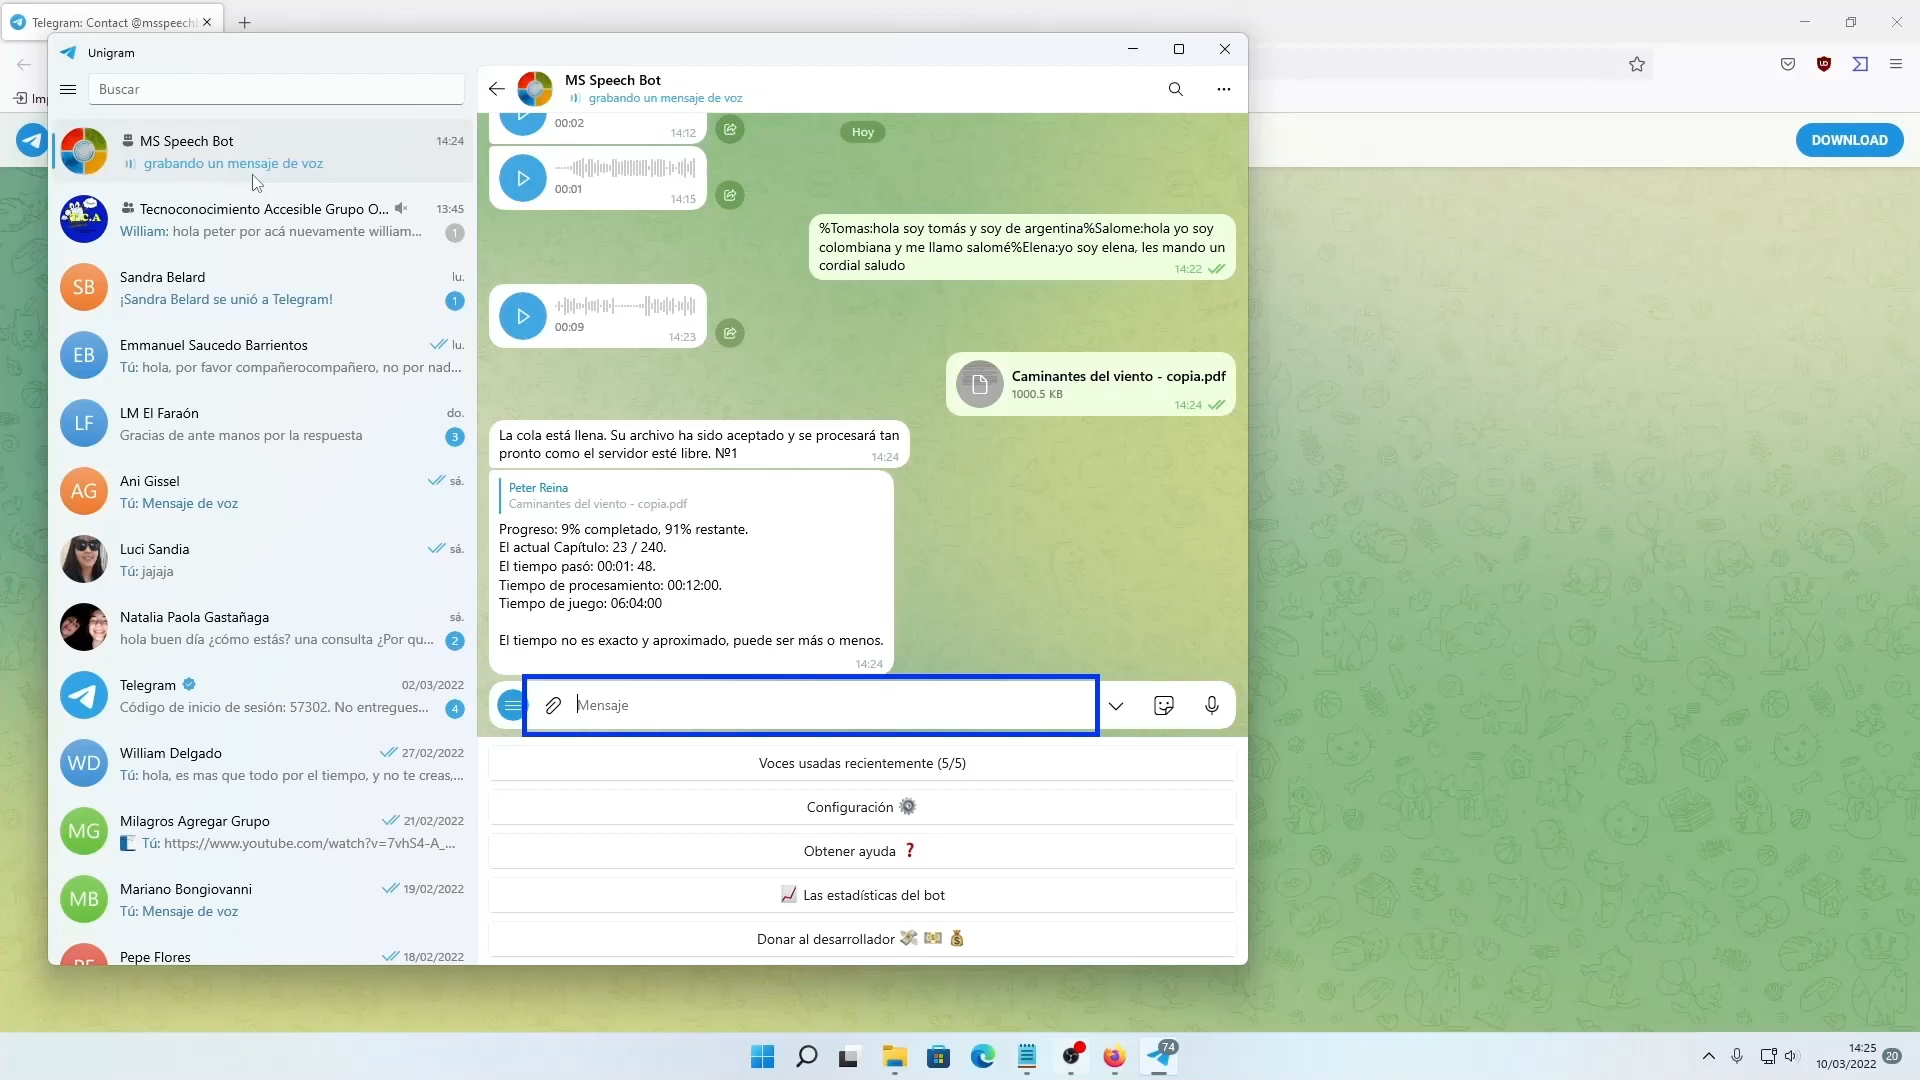 Telegram: Contact @msspeech
Unigram
Buscar
MS Speech Bot
14:24
grabando un mensaje de voz
Tecnoconocimiento Accesible Grupo O...
13:45
William: hola peter por acá nuevamente william...
1
SB
Sandra Belard
lu.
¡Sandra Belard se unió a Telegram!
1
EB
Emmanuel Saucedo Barrientos
lu.
Tú: hola, por favor compañerocompañero, no por nad...
LF
LM El Faraón
do.
Gracias de ante manos por la respuesta
3
AG
Ani Gissel
sá.
Tú: Mensaje de voz
Luci Sandia
sá.
Tú: jajaja
Natalia Paola Gastañaga
sá.
hola buen día ¿cómo estás? una consulta ¿Por qu...
2
Telegram
02/03/2022
Código de inicio de sesión: 57302. No entregues...
4
WD
William Delgado
27/02/2022
Tú: hola, es mas que todo por el tiempo, y no te creas,...
MG
Milagros Agregar Grupo
21/02/2022
Tú: https://www.youtube.com/watch?v=7vhS4-A_...
MB
Mariano Bongiovanni
19/02/2022
Tú: Mensaje de voz
Pepe Flores
18/02/2022
MS Speech Bot
grabando un mensaje de voz
00:02
14:12
Hoy
00:01
14:15
%Tomas:hola soy tomás y soy de argentina%Salome:hola yo soy
colombiana y me llamo salomé%Elena:yo soy elena, les mando un
cordial saludo
14:22
00:09
14:23
Caminantes del viento - copia.pdf
1000.5 KB
14:24
La cola está llena. Su archivo ha sido aceptado y se procesará tan
pronto como el servidor esté libre. №1
14:24
Peter Reina
Caminantes del viento - copia.pdf
Progreso: 9% completado, 91% restante.
El actual Capítulo: 23 / 240.
El tiempo pasó: 00:01: 48.
Tiempo de procesamiento: 00:12:00.
Tiempo de juego: 06:04:00
El tiempo no es exacto y aproximado, puede ser más o menos.
14:24
Mensaje
Voces usadas recientemente (5/5)
Configuración
Obtener ayuda
Las estadísticas del bot
Donar al desarrollador
DOWNLOAD
74
14:25
10/03/2022
20